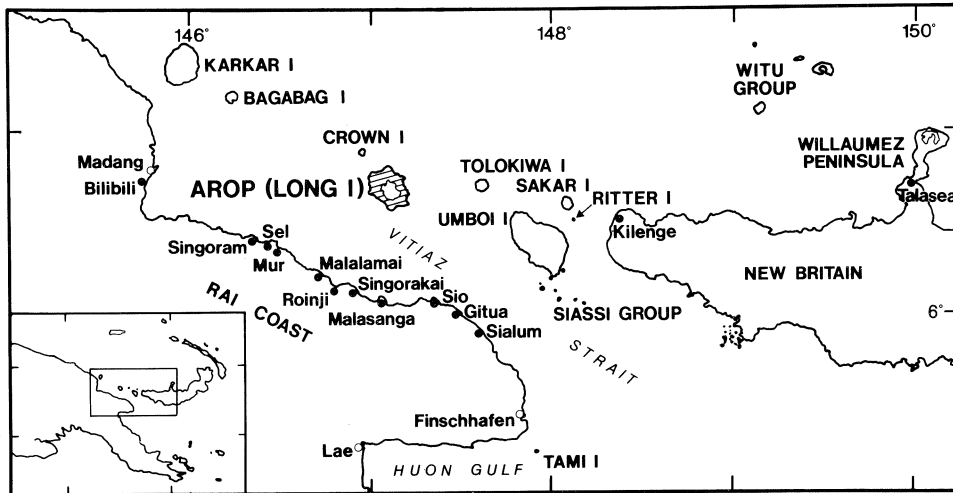 146°
148°
150°
KARKAR I
BAGABAG I
WITU
GROUP
CROWN I
WILLAUMEZ
PENINSULA
Madang
Bilibili
AROP (LONG I)
TOLOKIWA I
SAKAR I
RITTER I
Talasea
UMBOI I
Kilenge
VITIAZ
Sel
Singoram
Mur
Malalamai
NEW BRITAIN
Singorakai
Roinji
Sio
RAI COAST
Malasanga
Gitua
SIASSI GROUP
6°
Sialum
STRAIT
Finschhafen
Lae
HUON GULF
TAMI I